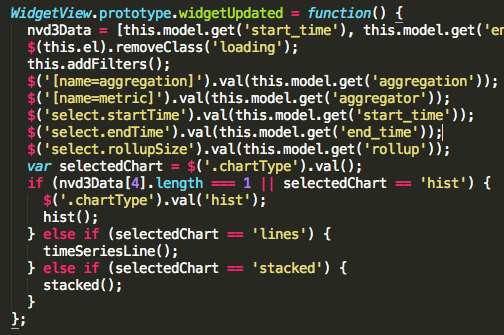 WidgetView.prototype.widgetUpdated = function() {
nvd3Data = [this.model.get('start_time'), this.model.get('en
$(this.el).removeClass('loading');
this.addFilters();
$('[name=aggregation]').val(this.model.get('aggregation'));
$('[name=metric]').val(this.model.get('aggregator'));
$('select.startTime').val(this.model.get('start_time'));
$('select.endTime').val(this.model.get('end_time'));
$('select.rollupSize').val(this.model.get('rollup'));
var selectedChart = $('.chartType').val();
if (nvd3Data[4].length === 1 || selectedChart == 'hist') {
$('.chartType').val('hist');
hist();
} else if (selectedChart == 'lines') {
timeSeriesLine();
} else if (selectedChart == 'stacked') {
stacked();
}
};